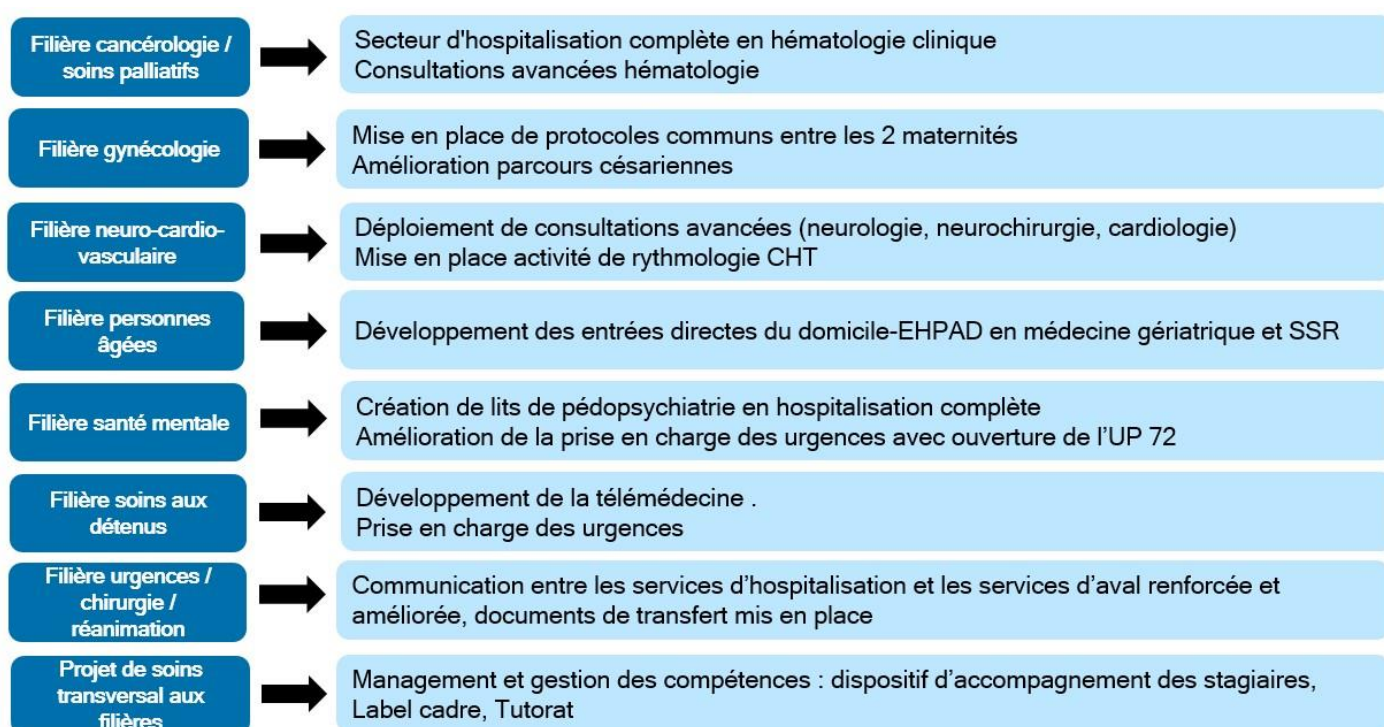 Filière cancérologie /
soins palliatifs
Secteur d'hospitalisation complète en hématologie clinique
Consultations avancées hématologie
Filière gynécologie
Mise en place de protocoles communs entre les 2 maternités
Amélioration parcours césariennes
Filière neuro-cardio-
vasculaire
Déploiement de consultations avancées (neurologie, neurochirurgie, cardiologie)
Mise en place activité de rythmologie CHT
Filière personnes
âgées
Développement des entrées directes du domicile-EHPAD en médecine gériatrique et SSR
Filière santé mentale
Création de lits de pédopsychiatrie en hospitalisation complète
Amélioration de la prise en charge des urgences avec ouverture de l’UP 72
Filière soins aux
détenus
Développement de la télémédecine .
Prise en charge des urgences
Filière urgences /
chirurgie /
réanimation
Communication entre les services d’hospitalisation et les services d’aval renforcée et
améliorée, documents de transfert mis en place
Projet de soins
transversal aux
filières
Management et gestion des compétences : dispositif d’accompagnement des stagiaires,
Label cadre, Tutorat